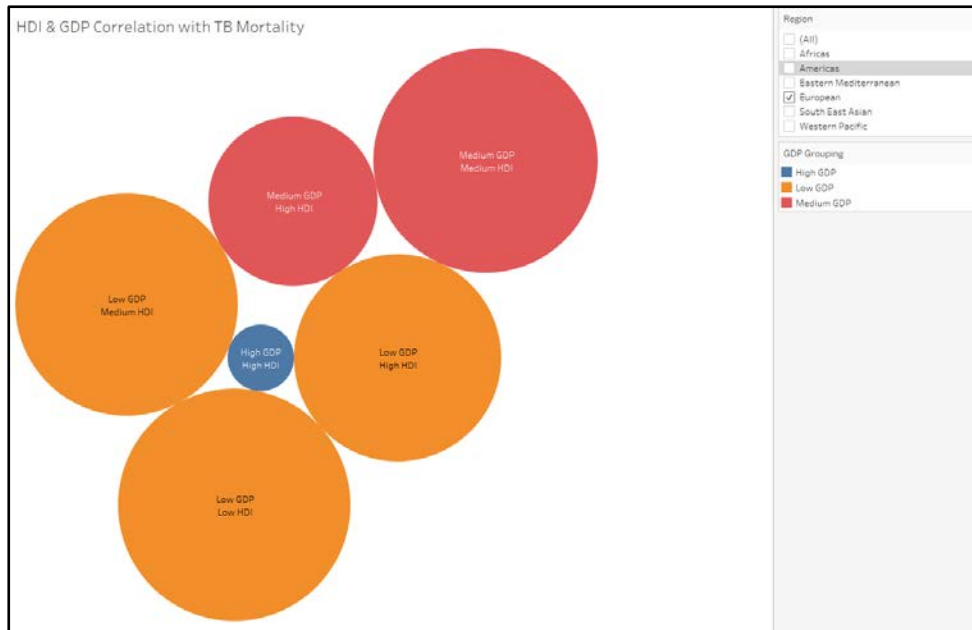 HDI & GDP Correlation with TB Mortality
Medium GDP
Medium HDI
Medium GDP
High HDI
Low GDP
Medium HDI
High GDP
High HDI
Low GDP
High HDI
Low GDP
Low HDI
Region
(All)
Africas
Americas
Eastern Mediterranean
European
South East Asian
Western Pacific
GDP Grouping
High GDP
Low GDP
Medium GDP